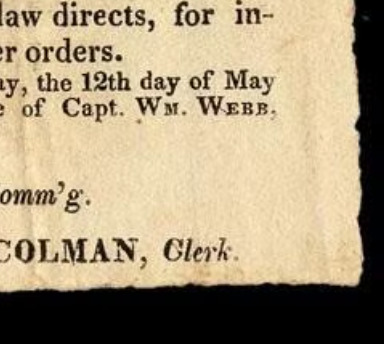 law directs, for in-
er orders.
ay, the 12th day of May
e of Capt. WM. WEBB,
omm'g.
COLMAN, Clerk.